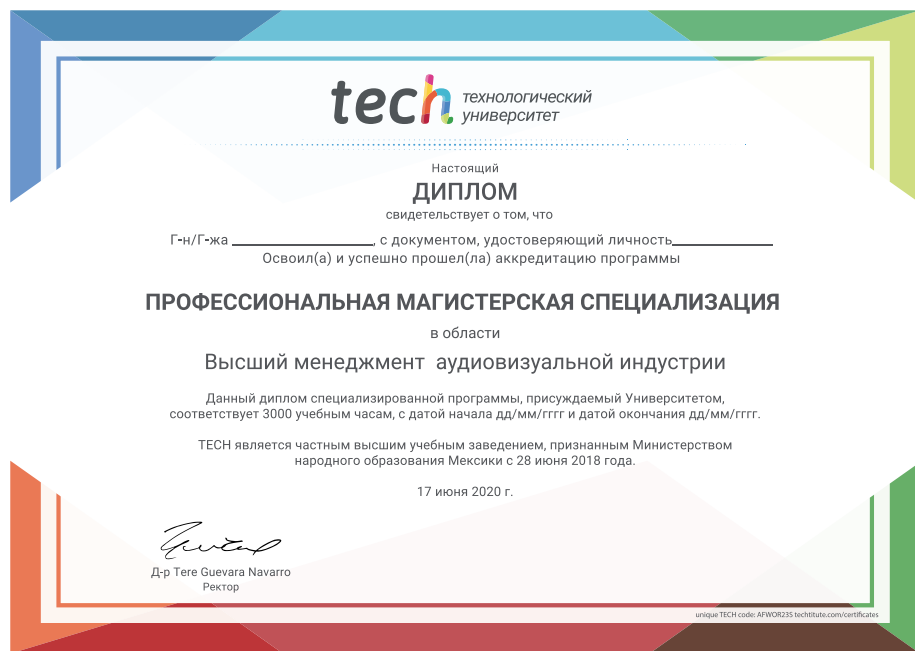 tech технологический университет
Настоящий
ДИПЛОМ
свидетельствует о том, что
Г-н/Г-жа ____________________, с документом, удостоверяющий личность______________
Освоил(а) и успешно прошел(ла) аккредитацию программы
ПРОФЕССИОНАЛЬНАЯ МАГИСТЕРСКАЯ СПЕЦИАЛИЗАЦИЯ
в области
Высший менеджмент аудиовизуальной индустрии
Данный диплом специализированной программы, присуждаемый Университетом,
соответствует 3000 учебным часам, с датой начала дд/мм/гггг и датой окончания дд/мм/гггг.
TECH является частным высшим учебным заведением, признанным Министерством
народного образования Мексики с 28 июня 2018 года.
17 июня 2020 г.
Д-р Tere Guevara Navarro
Ректор
unique TECH code: AFWOR23S techtitute.com/certificates